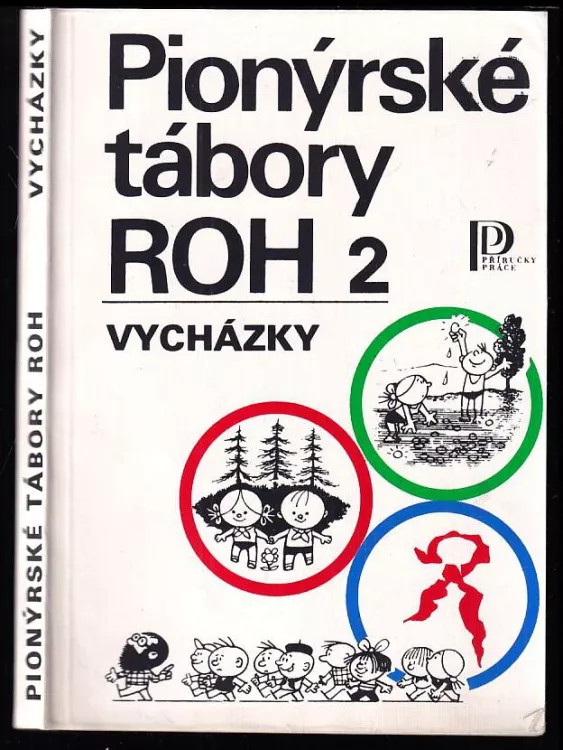 Pionýrské
tábory
ROH 2
PŘÍRUČKY
PRÁCE
VYCHÁZKY
PIONÝRSKÉ TÁBORY ROH VYCHÁZKY